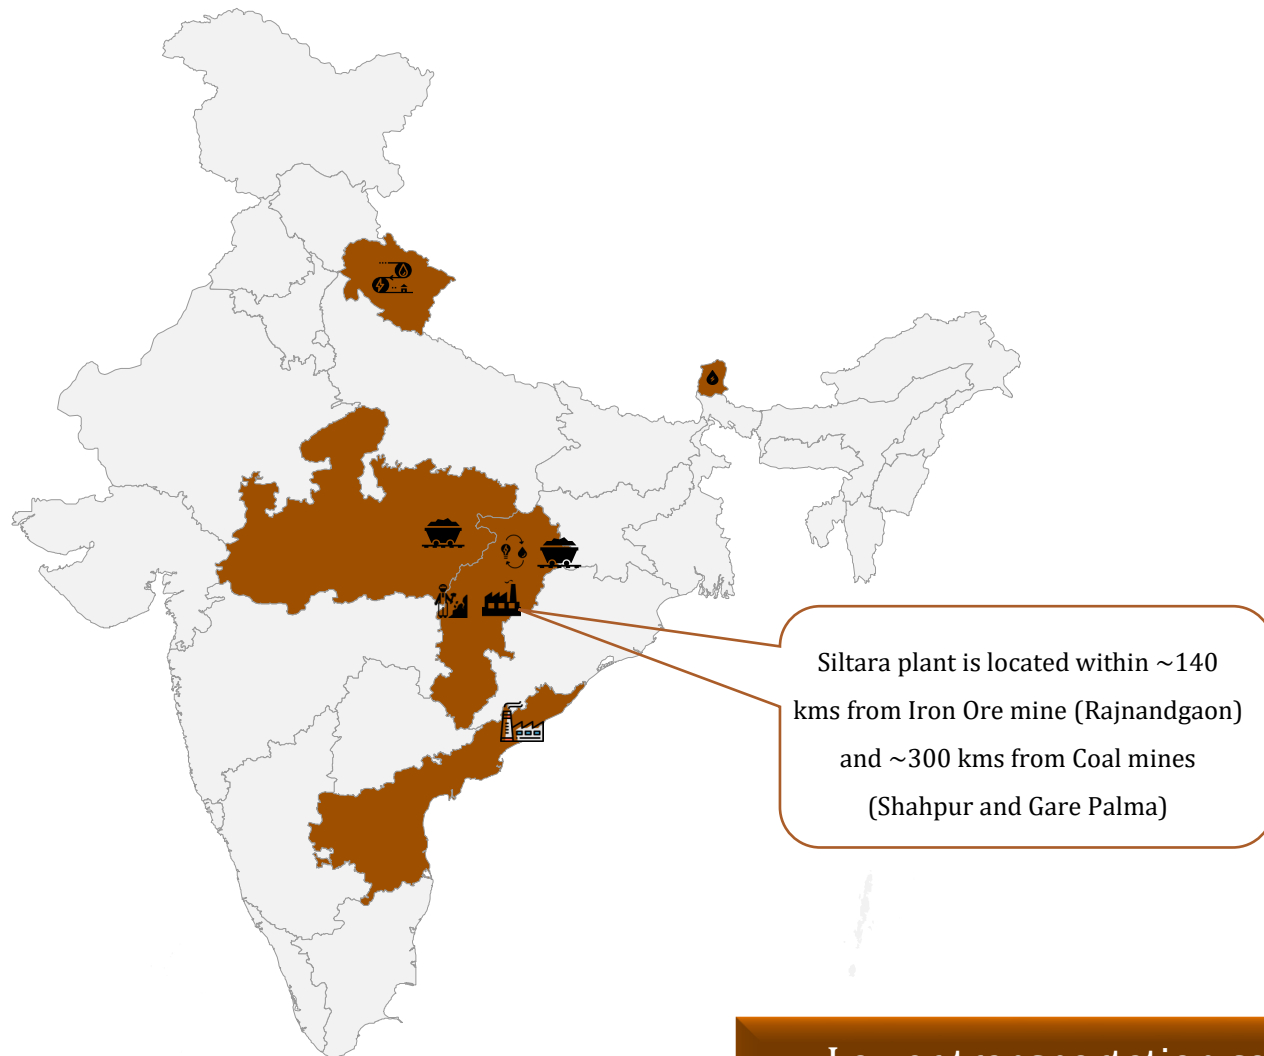 Siltara plant is located within ~140
kms from Iron Ore mine (Rajnandgaon)
and ~300 kms from Coal mines
(Shahpur and Gare Palma)